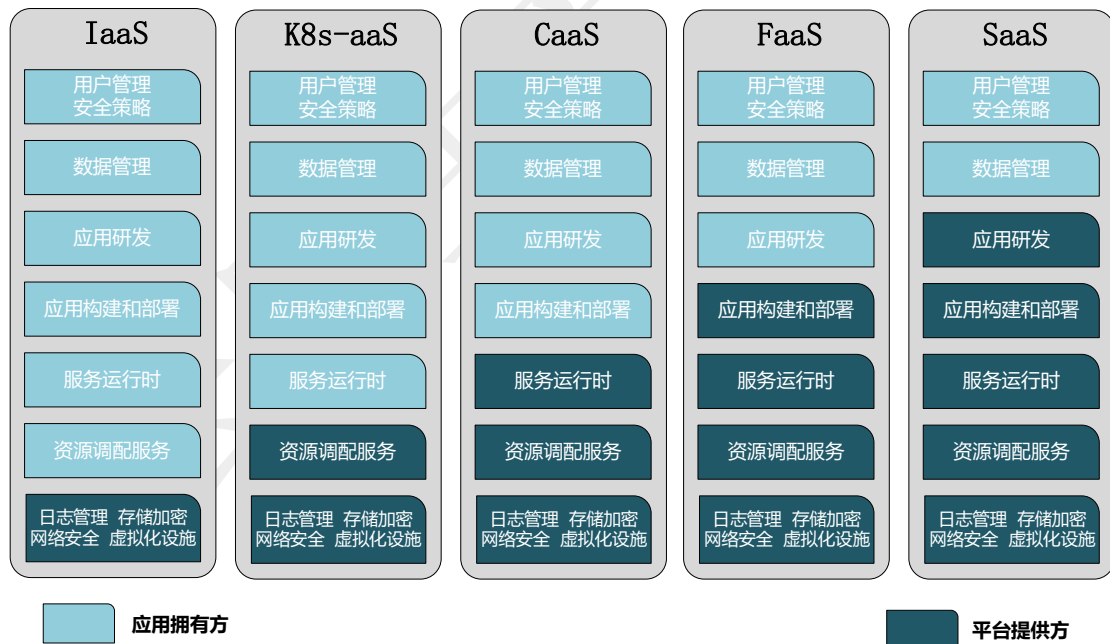 IaaS
用户管理
安全策略
数据管理
应用研发
应用构建和部署
服务运行时
资源调配服务
日志管理 存储加密
网络安全 虚拟化设施
K8s-aaS
用户管理
安全策略
数据管理
应用研发
应用构建和部署
服务运行时
资源调配服务
日志管理 存储加密
网络安全 虚拟化设施
CaaS
用户管理
安全策略
数据管理
应用研发
应用构建和部署
服务运行时
资源调配服务
日志管理 存储加密
网络安全 虚拟化设施
FaaS
用户管理
安全策略
数据管理
应用研发
应用构建和部署
服务运行时
资源调配服务
日志管理 存储加密
网络安全 虚拟化设施
SaaS
用户管理
安全策略
数据管理
应用研发
应用构建和部署
服务运行时
资源调配服务
日志管理 存储加密
网络安全 虚拟化设施
应用拥有方
平台提供方